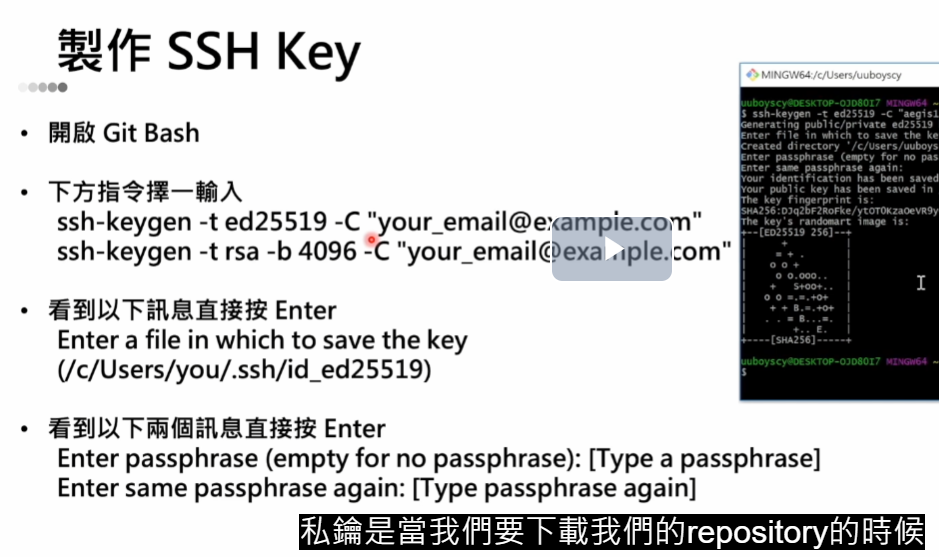 製作 SSH Key
• 開啟 Git Bash
• 下方指令擇一輸入
ssh-keygen -t ed25519 -C "your_email@example.com"
ssh-keygen -t rsa -b 4096 -C "your_email@example.com"
• 看到以下訊息直接按 Enter
Enter a file in which to save the key
(/c/Users/you/.ssh/id_ed25519)
• 看到以下兩個訊息直接按 Enter
Enter passphrase (empty for no passphrase): [Type a passphrase]
Enter same passphrase again: [Type passphrase again]
MINGW64:/c/Users/uuboyscy
uuboyscy@DESKTOP-OJD80I7 MINGW64 ~
$ ssh-keygen -t ed25519 -C "aegis1
Generating public/private ed25519
Enter file in which to save the ke
Created directory '/c/Users/uuboys
Enter passphrase (empty for no pas
Enter same passphrase again:
Your identification has been saved
Your public key has been saved in
The key fingerprint is:
The key's randomart image is:
+--[ED25519 256]--+
+----[SHA256]-----+
uuboyscy@DESKTOP-OJD80I7 MINGW64 ~
$
私鑰是當我們要下載我們的repository的時候